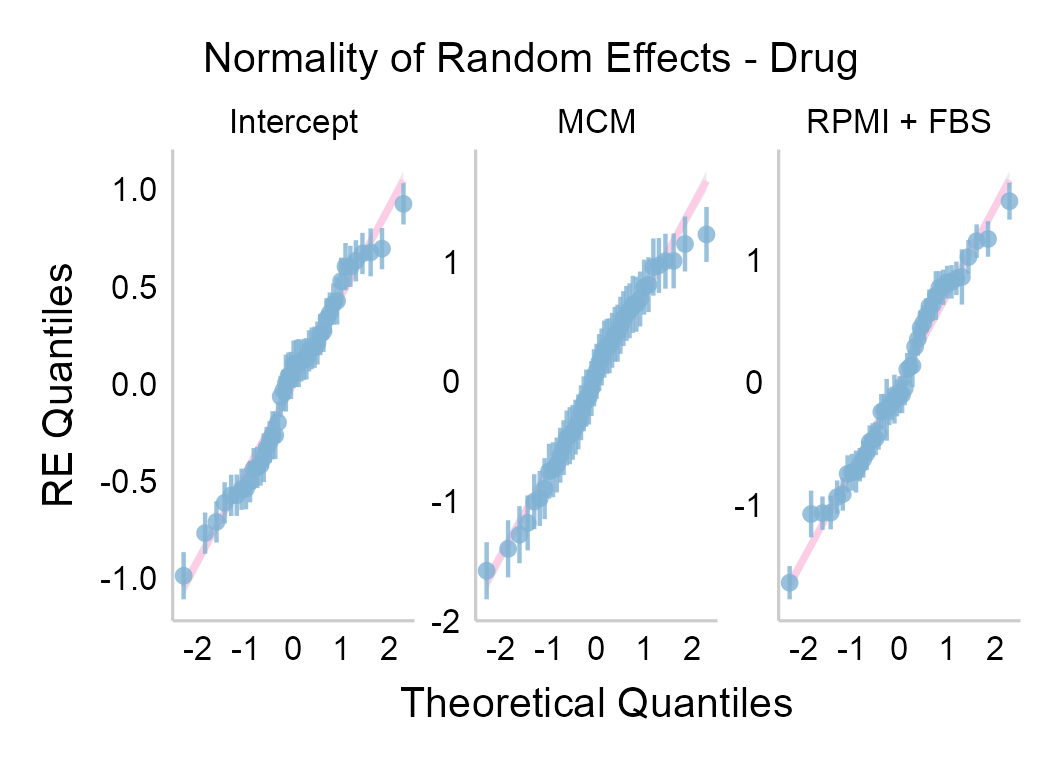 Normality of Random Effects - Drug
Intercept MCM RPMI + FBS
RE Quantiles
1.0
0.5
0.0
-0.5
-1.0
1
0
-1
-2
1
0
-1
-2 -1 0 1 2 -2 -1 0 1 2 -2 -1 0 1 2
Theoretical Quantiles